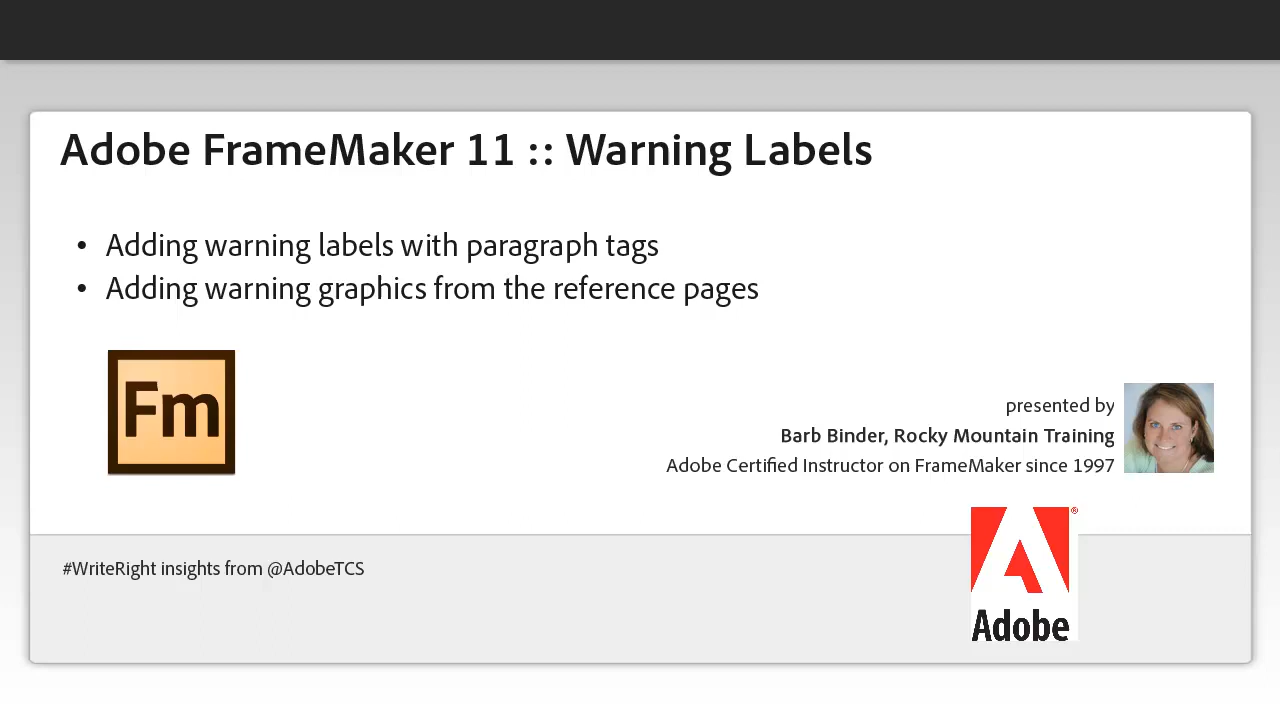 Adobe FrameMaker 11 :: Warning Labels
• Adding warning labels with paragraph tags
• Adding warning graphics from the reference pages
Fm
presented by
Barb Binder, Rocky Mountain Training
Adobe Certified Instructor on FrameMaker since 1997
#WriteRight insights from @AdobeTCS
®
Adobe